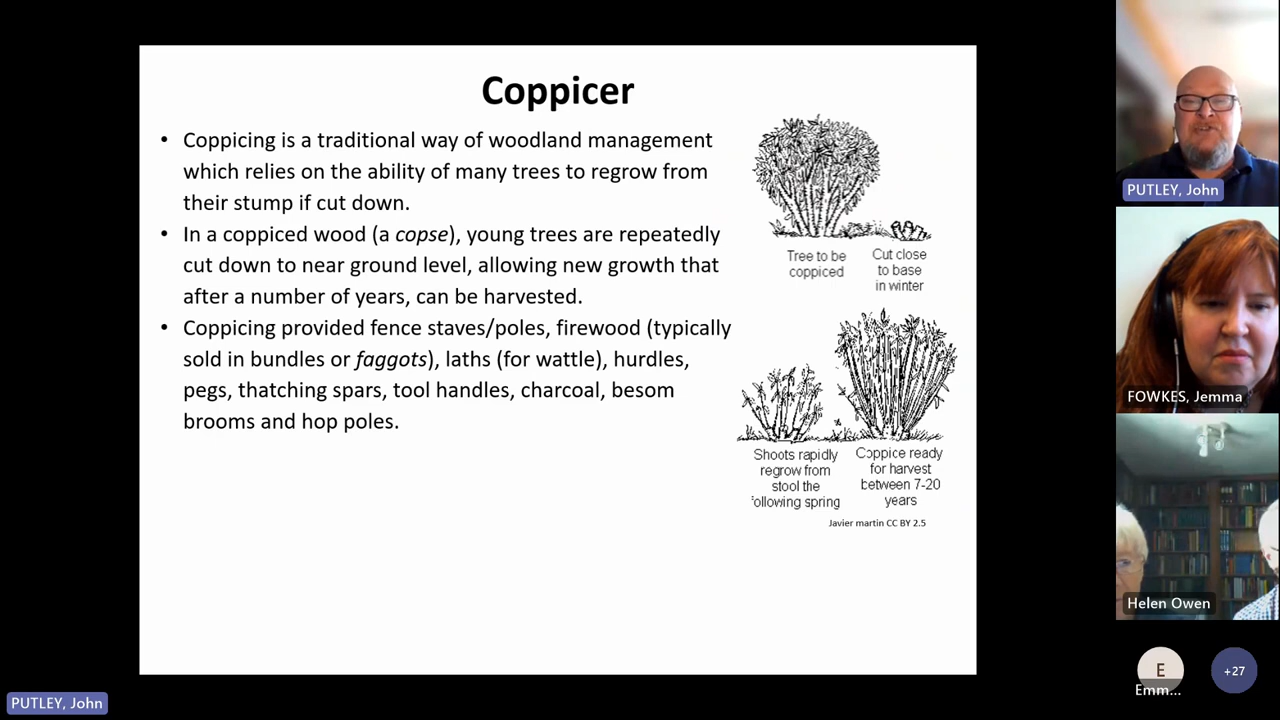 Coppicer
• Coppicing is a traditional way of woodland management
which relies on the ability of many trees to regrow from
their stump if cut down.
• In a coppiced wood (a copse), young trees are repeatedly
cut down to near ground level, allowing new growth that
after a number of years, can be harvested.
• Coppicing provided fence staves/poles, firewood (typically
sold in bundles or faggots), laths (for wattle), hurdles,
pegs, thatching spars, tool handles, charcoal, besom
brooms and hop poles.
Tree to be
coppiced
Cut close
to base
in winter
Shoots rapidly
regrow from
stool the
following spring
Coppice ready
for harvest
between 7-20
years
Javier martin CC BY 2.5
PUTLEY, John
FOWKES, Jemma
Helen Owen
E
Emm...
+27
PUTLEY, John